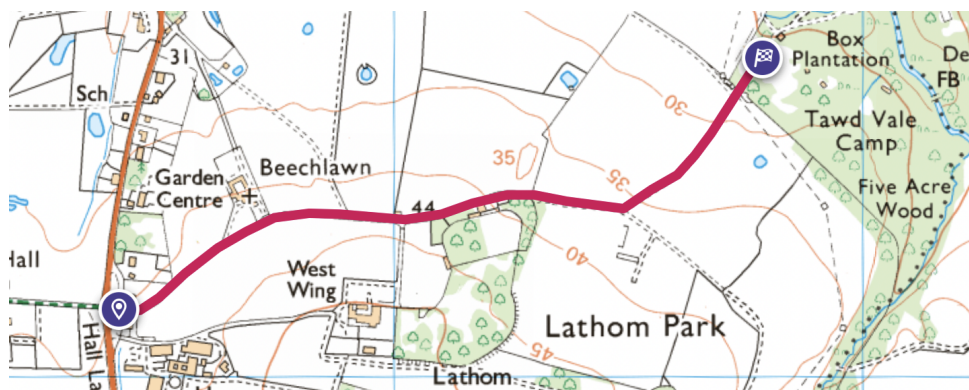 31
Sch
Garden
Centre
Beechlawn
Box
Plantation
De
FB
Tawd Vale
Camp
Five Acre
Wood
30
35
35
44
40
West
Wing
Hall
Hall La
Lathom Park
45
Lathom